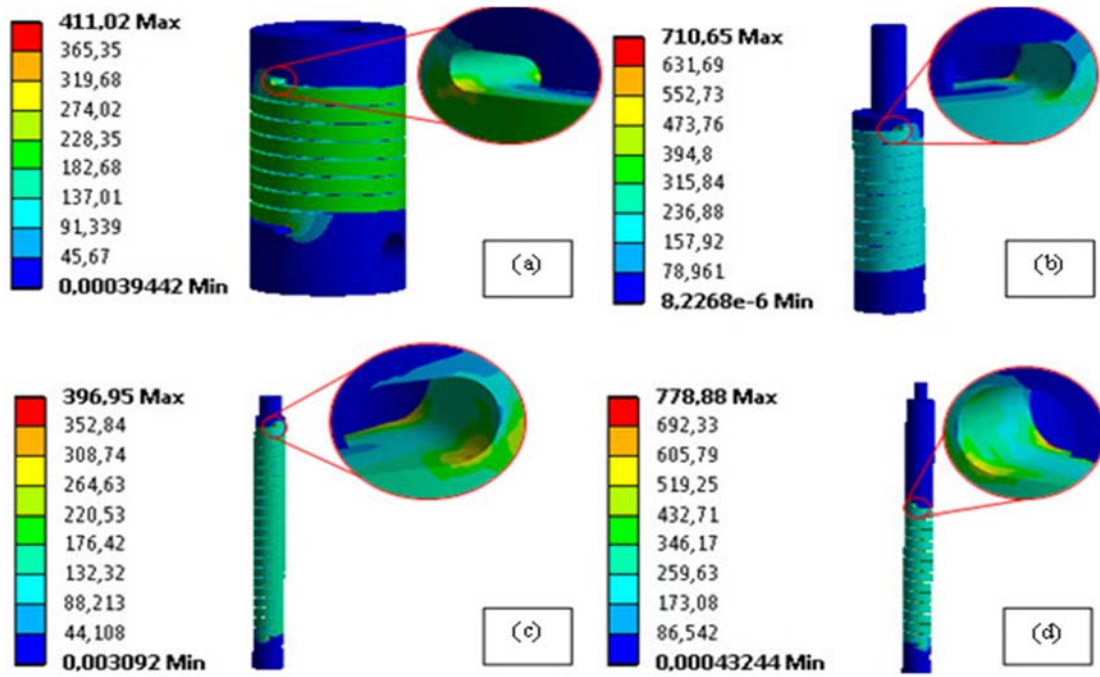 411,02 Max
365,35
319,68
274,02
228,35
182,68
137,01
91,339
45,67
0,00039442 Min
(a)
710,65 Max
631,69
552,73
473,76
394,8
315,84
236,88
157,92
78,961
8,2268e-6 Min
(b)
396,95 Max
352,84
308,74
264,63
220,53
176,42
132,32
88,213
44,108
0,003092 Min
(c)
778,88 Max
692,33
605,79
519,25
432,71
346,17
259,63
173,08
86,542
0,00043244 Min
(d)